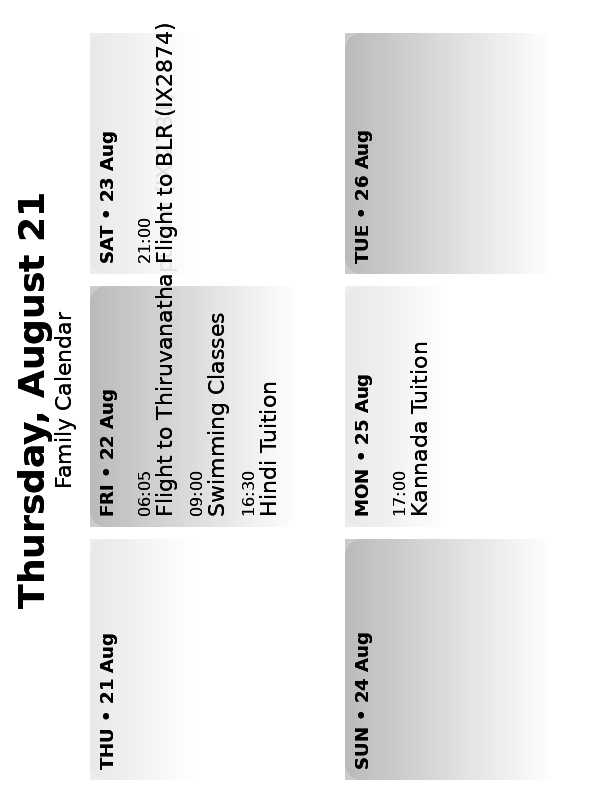 Thursday, August 21
Family Calendar
THU • 21 Aug
FRI • 22 Aug
06:05
Flight to Thiruvanatha
09:00
Swimming Classes
16:30
Hindi Tuition
SAT • 23 Aug
21:00
Flight to BLR (IX2874)
SUN • 24 Aug
MON • 25 Aug
17:00
Kannada Tuition
TUE • 26 Aug